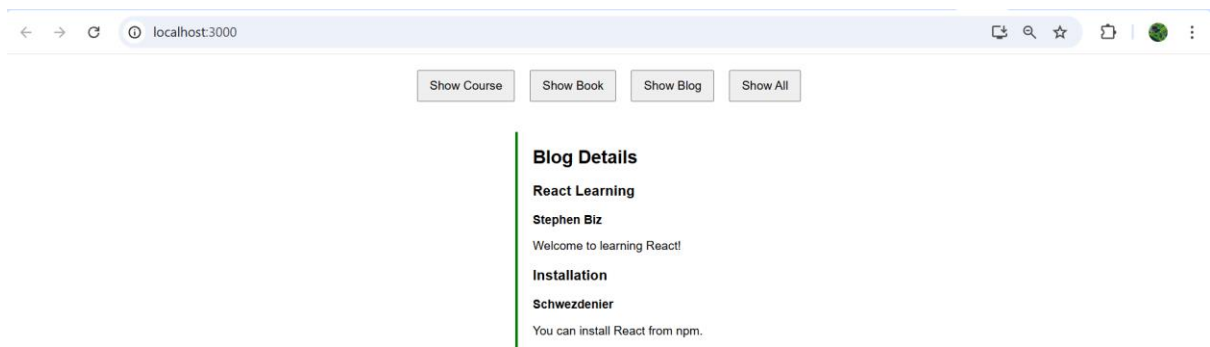 localhost:3000
Show Course Show Book Show Blog Show All
Blog Details
React Learning
Stephen Biz
Welcome to learning React!
Installation
Schwezdenier
You can install React from npm.